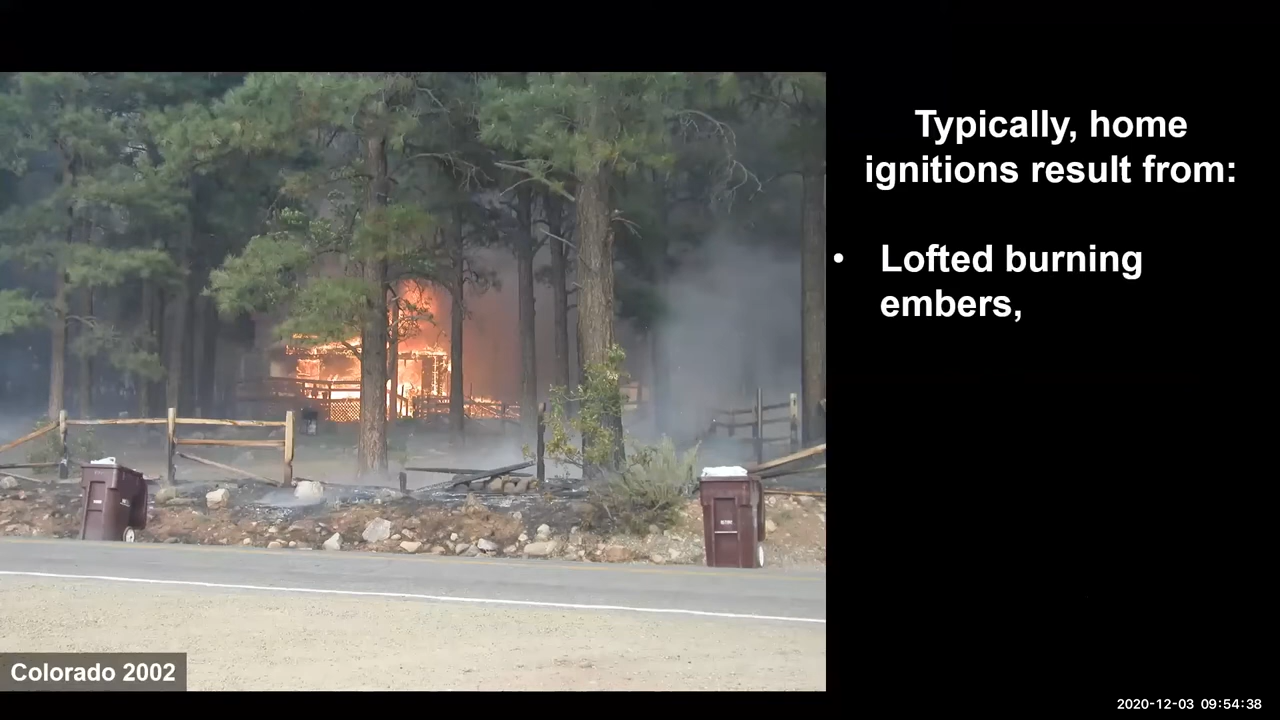 Typically, home
ignitions result from:
• Lofted burning
embers,
Colorado 2002
2020-12-03 09:54:38